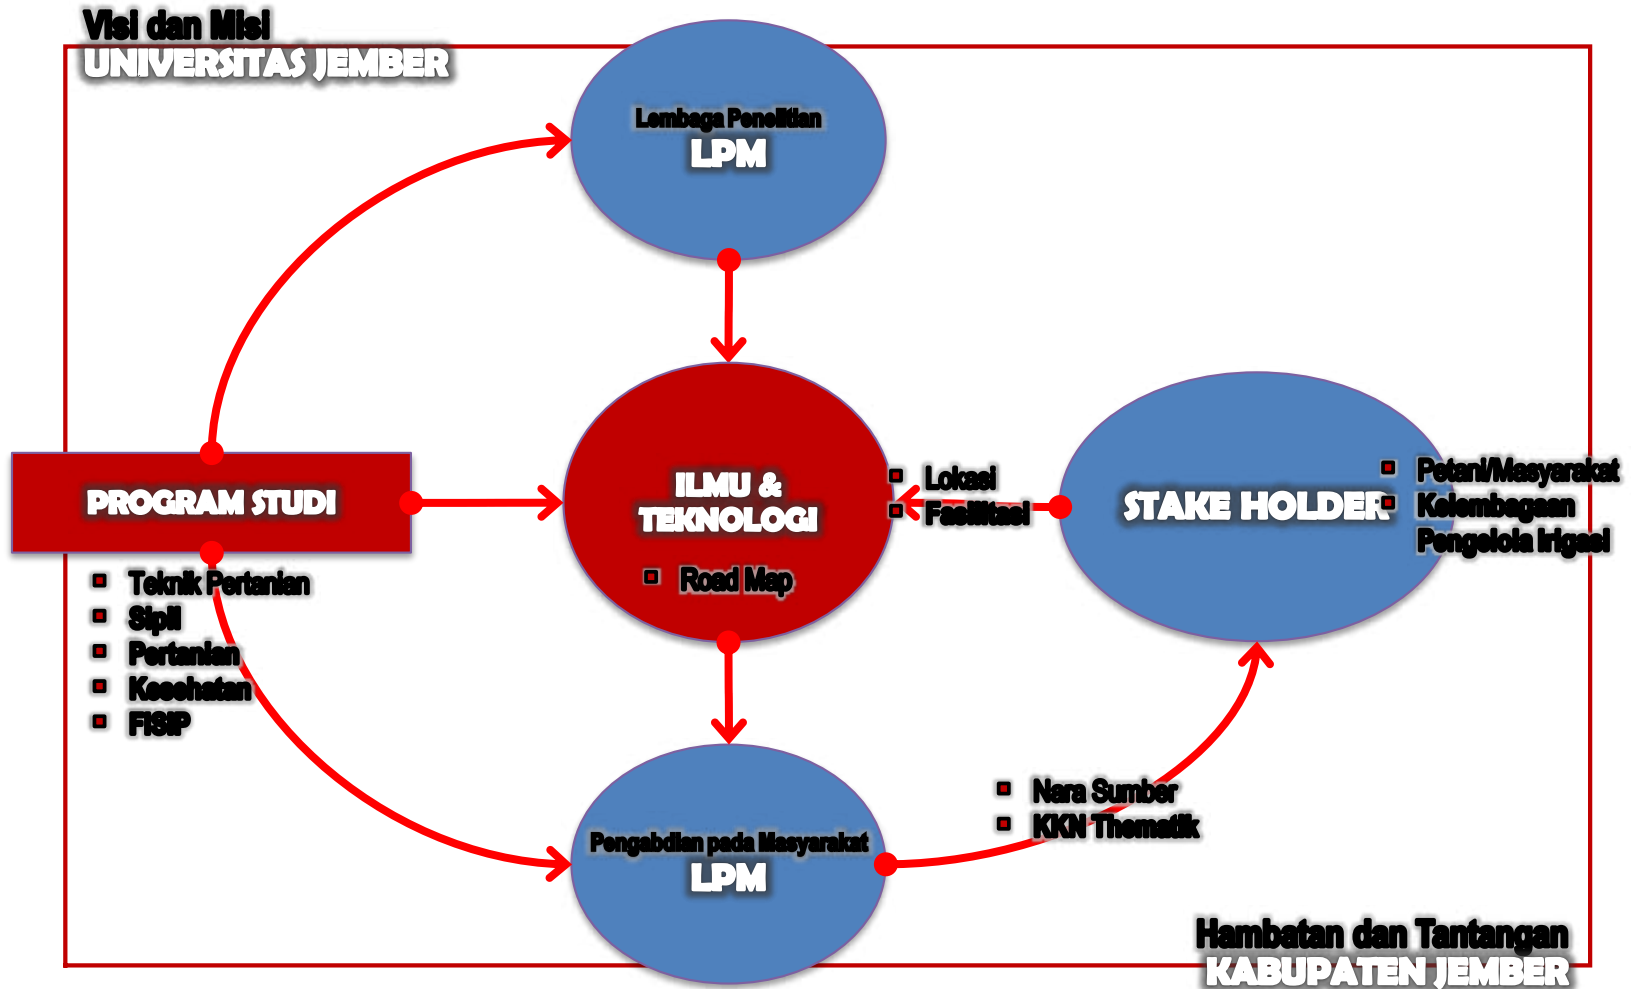 Visi dan Misi
UNIVERSITAS JEMBER
Lembaga Penelitian
LPM
PROGRAM STUDI
Teknik Pertanian
Sipil
Pertanian
Kesehatan
FISIP
ILMU &
TEKNOLOGI
Road Map
Lokasi
Fasilitasi
STAKE HOLDER
Petani/Masyarakat
Kelembagaan
Pengelola Irigasi
Pengabdian pada Masyarakat
LPM
Nara Sumber
KKN Thematik
Hambatan dan Tantangan
KABUPATEN JEMBER